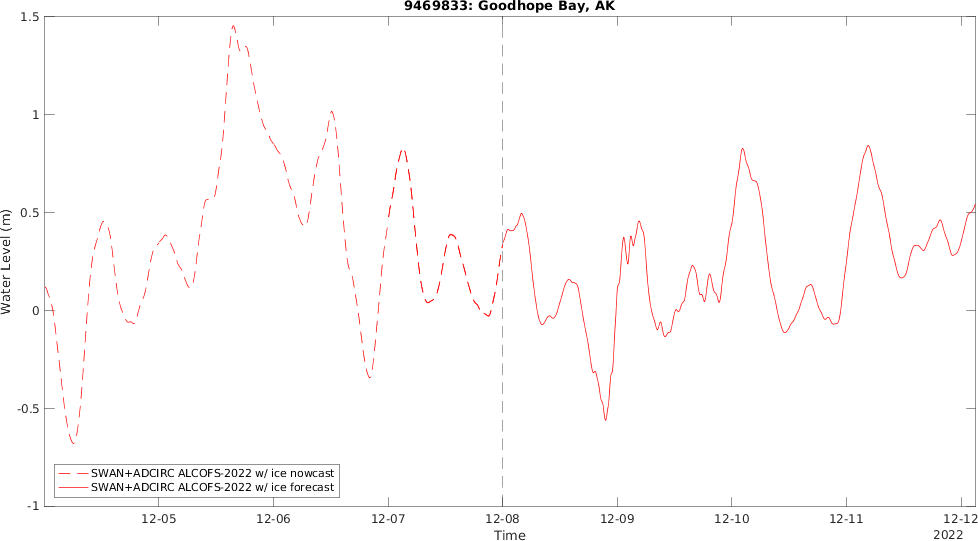 9469833: Goodhope Bay, AK
1.5
1
0.5
0
-0.5
-1
Water Level (m)
SWAN+ADCIRC ALCOFS-2022 w/ ice nowcast
SWAN+ADCIRC ALCOFS-2022 w/ ice forecast
12-05 12-06 12-07 12-08 12-09 12-10 12-11 12-12
Time
2022